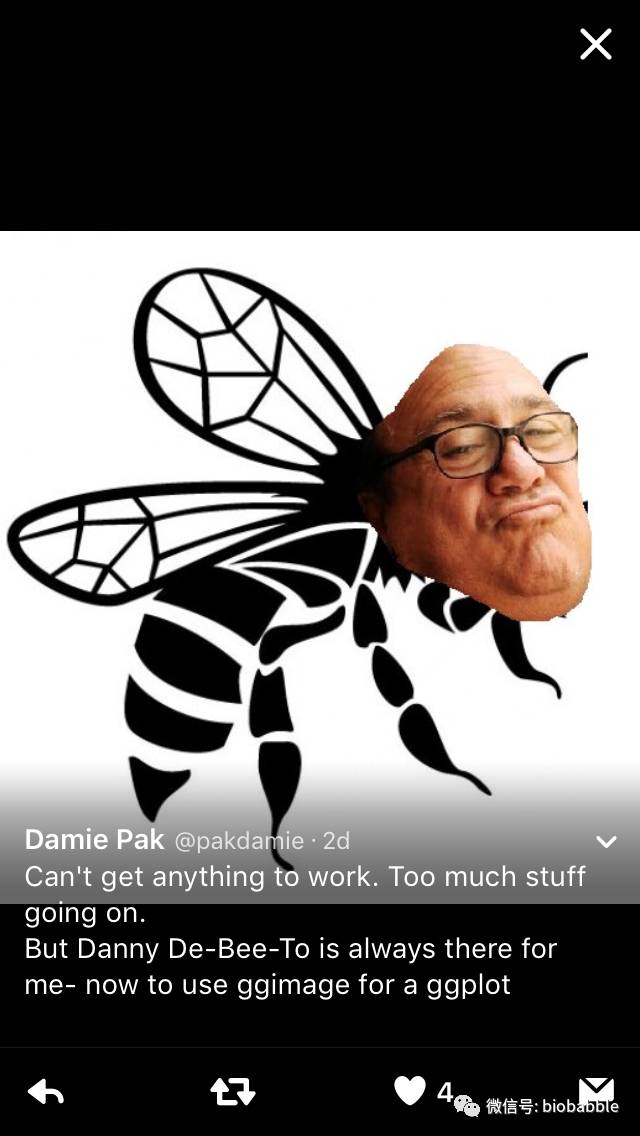 Damie Pak @pakdamie · 2d
Can't get anything to work. Too much stuff
going on.
But Danny De-Bee-To is always there for
me- now to use ggimage for a ggplot
4
微信号: biobabble